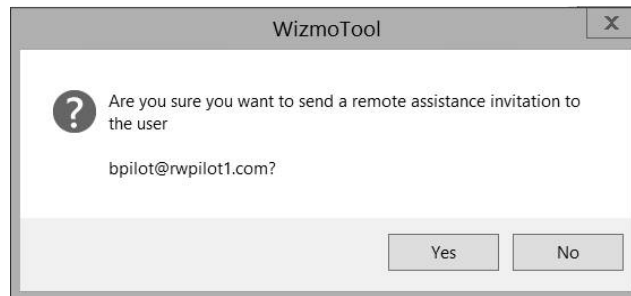 WizmoTool
X
?
Are you sure you want to send a remote assistance invitation to
the user
bpilot@rwpilot1.com?
Yes
No